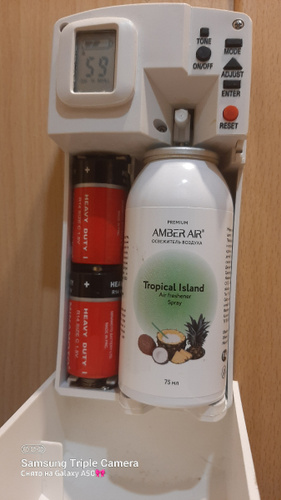 TONE
ON/OFF
MODE
ADJUST
ENTER
RESET
59
HEAVY DUTY
HEAVY DUTY
PREMIUM
AMBER AIR®
ОСВЕЖИТЕЛЬ ВОЗДУХА
Tropical Island
Air freshener
Spray
75 мл
Samsung Triple Camera
Снято на Galaxy A50🎀